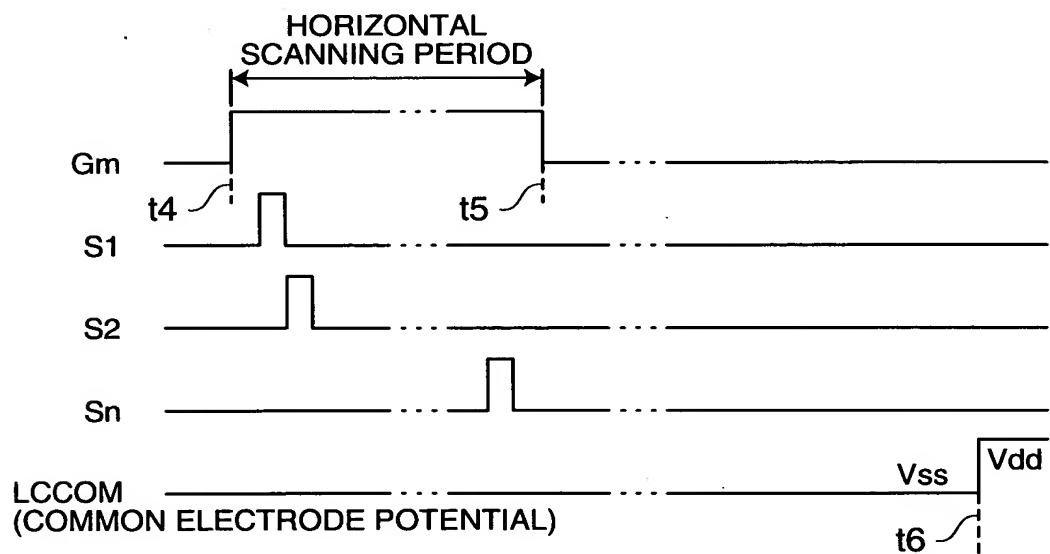 HORIZONTAL
SCANNING PERIOD
Gm
t4
t5
S1
S2
Sn
Vss
Vdd
LCCOM
(COMMON ELECTRODE POTENTIAL)
t6